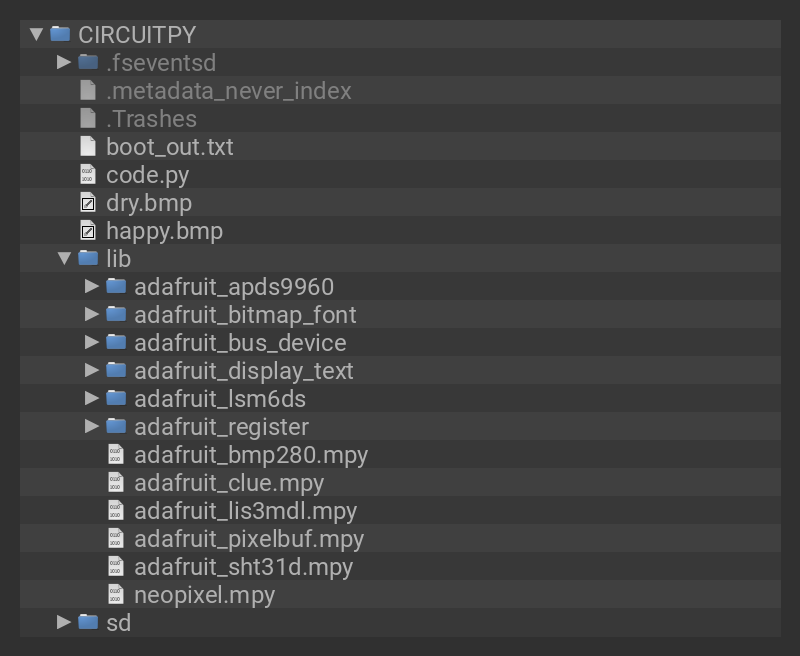 CIRCUITPY
.fseventsd
.metadata_never_index
.Trashes
boot_out.txt
code.py
dry.bmp
happy.bmp
lib
adafruit_apds9960
adafruit_bitmap_font
adafruit_bus_device
adafruit_display_text
adafruit_lsm6ds
adafruit_register
adafruit_bmp280.mpy
adafruit_clue.mpy
adafruit_lis3mdl.mpy
adafruit_pixelbuf.mpy
adafruit_sht31d.mpy
neopixel.mpy
sd